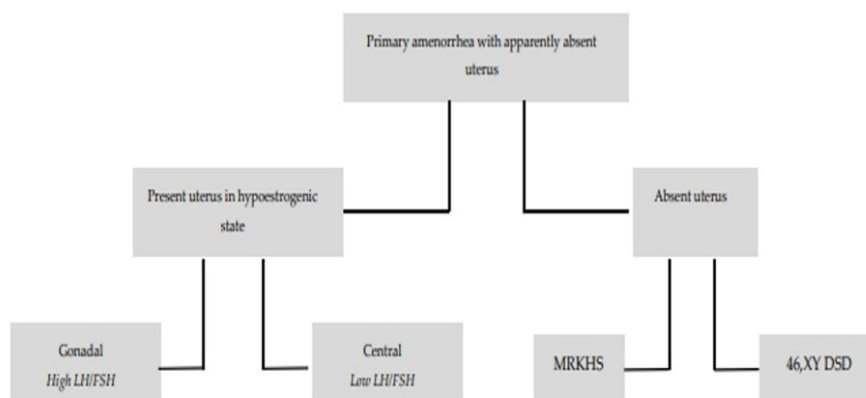 Primary amenorrhea with apparently absent
uterus
Present uterus in hypoestrogenic
state
Absent uterus
Gonadal
High LH/FSH
Central
Low LH/FSH
MRKHS
46,XY DSD